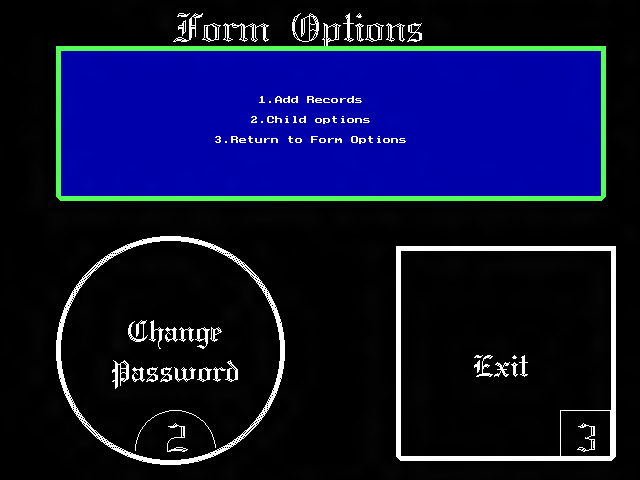 Form Options
1.Add Records
2.Child options
3.Return to Form Options
Change
Password
2
Exit
3